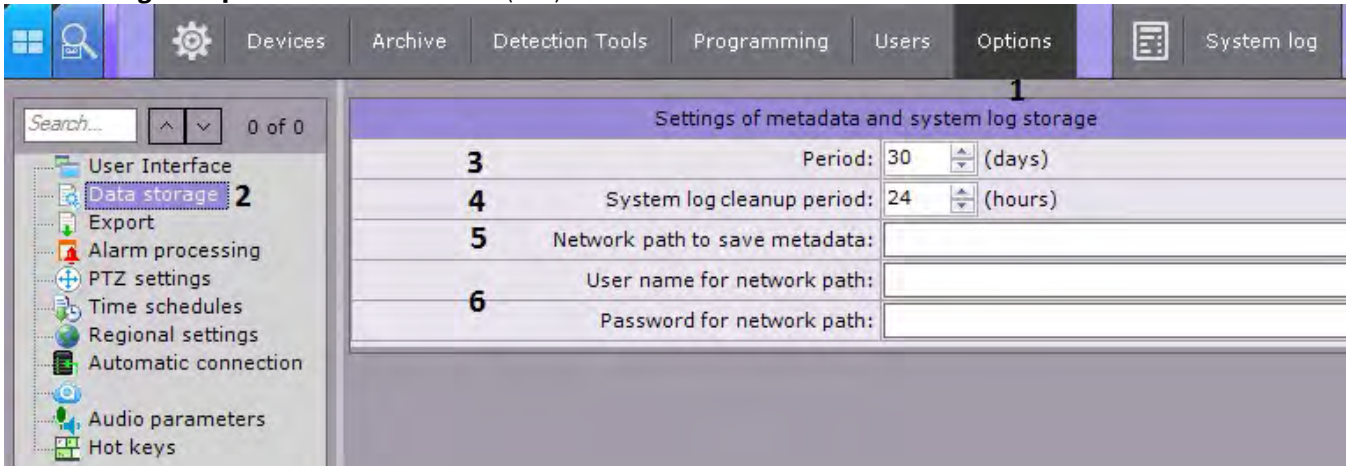 Devices Archive Detection Tools Programming Users Options System log
1
Search... 0 of 0
User Interface
Data storage 2
Export
Alarm processing
PTZ settings
Time schedules
Regional settings
Automatic connection
Audio parameters
Hot keys
Settings of metadata and system log storage
3 Period: 30 (days)
4 System log cleanup period: 24 (hours)
5 Network path to save metadata:
User name for network path:
6
Password for network path: